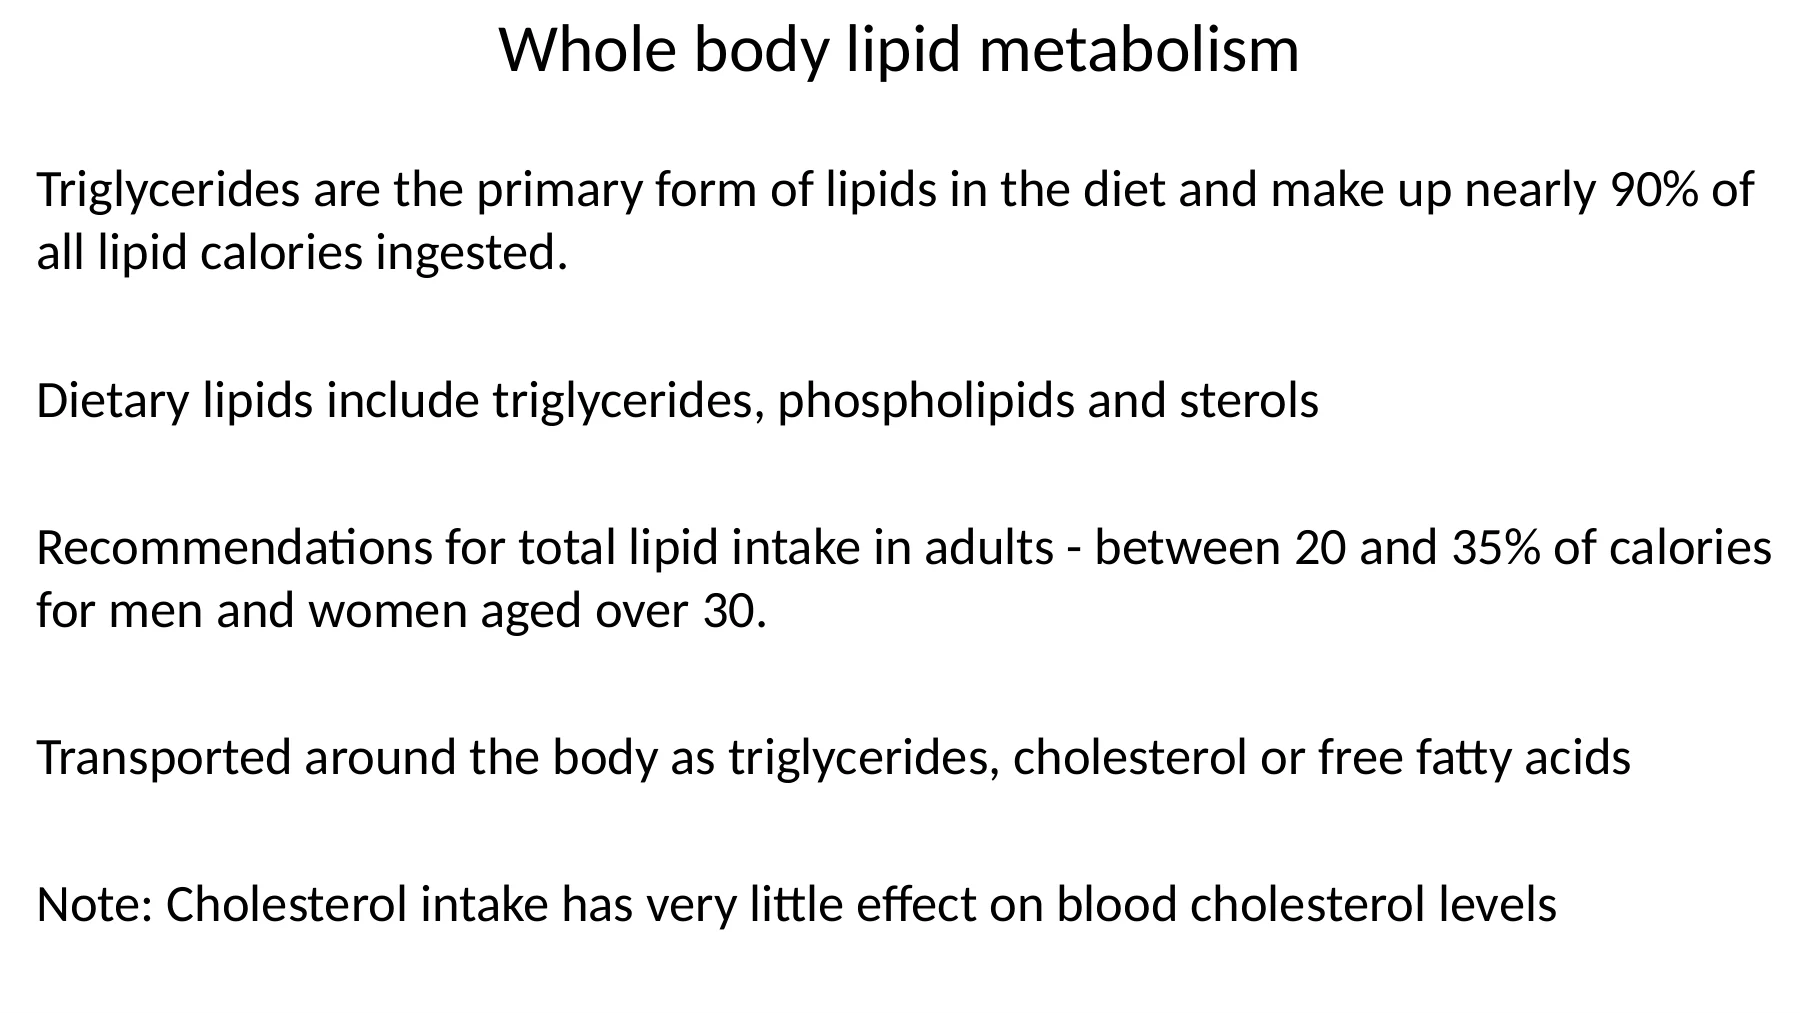 Whole body lipid metabolism
Triglycerides are the primary form of lipids in the diet and make up nearly 90% of
all lipid calories ingested.
Dietary lipids include triglycerides, phospholipids and sterols
Recommendations for total lipid intake in adults - between 20 and 35% of calories
for men and women aged over 30.
Transported around the body as triglycerides, cholesterol or free fatty acids
Note: Cholesterol intake has very little effect on blood cholesterol levels